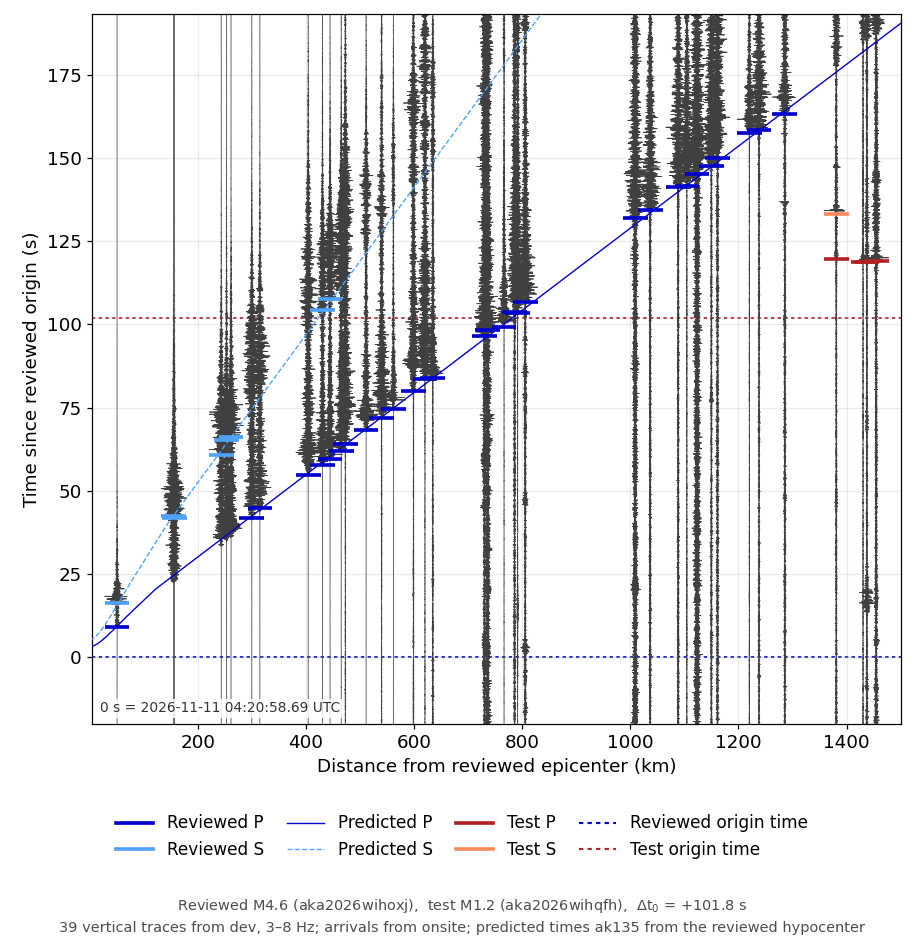 175
150
125
100
75
50
25
0
Time since reviewed origin (s)
0 s = 2026-11-11 04:20:58.69 UTC
200 400 600 800 1000 1200 1400
Distance from reviewed epicenter (km)
Reviewed P Predicted P Test P Reviewed origin time
Reviewed S Predicted S Test S Test origin time
Reviewed M4.6 (aka2026wihoxj), test M1.2 (aka2026wihqfh), Δt₀ = +101.8 s
39 vertical traces from dev, 3–8 Hz; arrivals from onsite; predicted times ak135 from the reviewed hypocenter